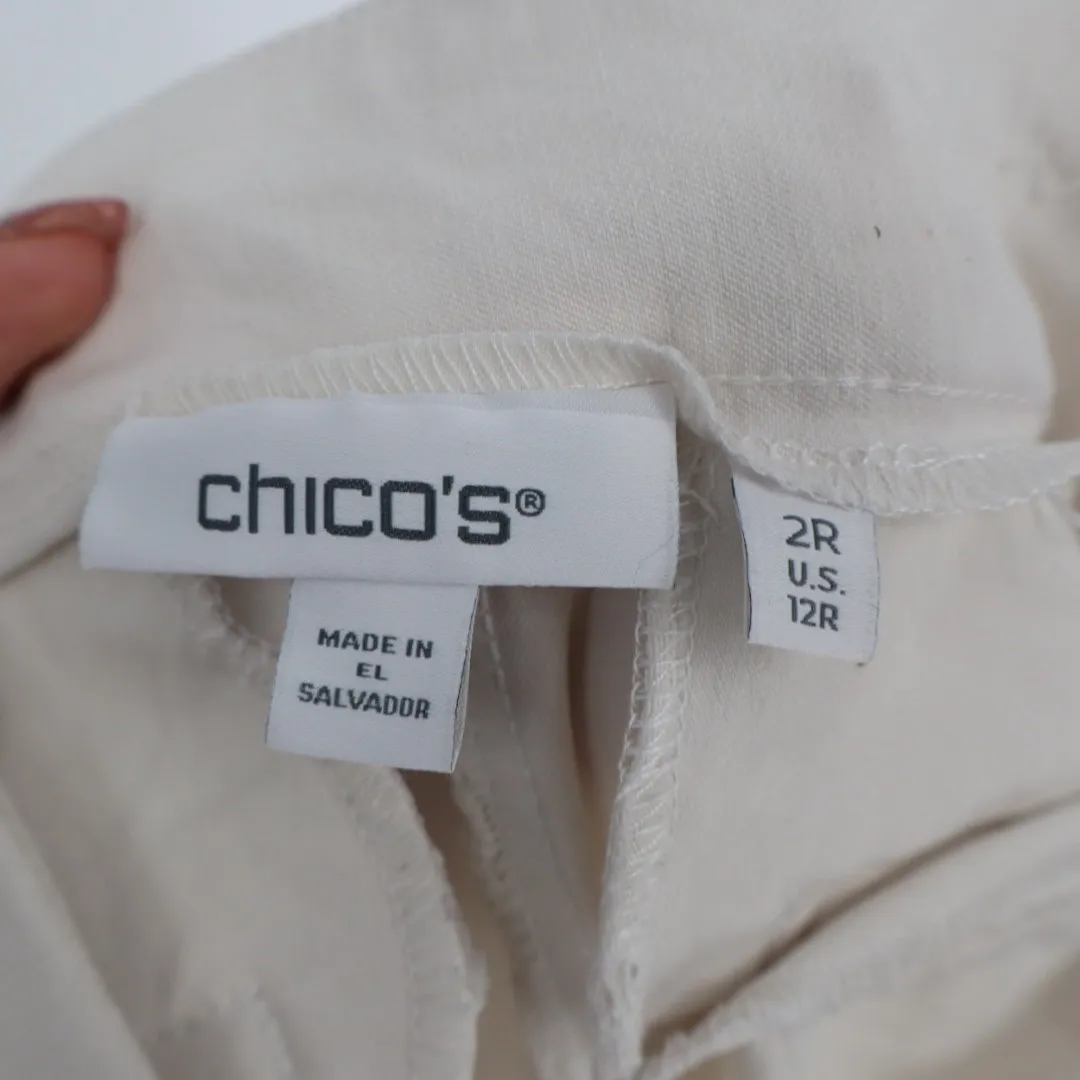 chico's®
MADE IN
EL
SALVADOR
2R
U.S.
12R